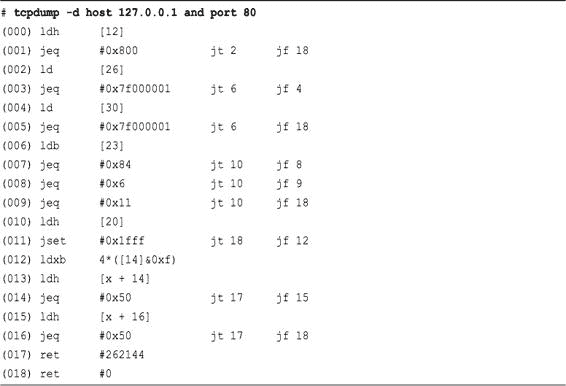 # tcpdump -d host 127.0.0.1 and port 80
(000) ldh [12]
(001) jeq #0x800 jt 2 jf 18
(002) ld [26]
(003) jeq #0x7f000001 jt 6 jf 4
(004) ld [30]
(005) jeq #0x7f000001 jt 6 jf 18
(006) ldb [23]
(007) jeq #0x84 jt 10 jf 8
(008) jeq #0x6 jt 10 jf 9
(009) jeq #0x11 jt 10 jf 18
(010) ldh [20]
(011) jset #0x1fff jt 18 jf 12
(012) ldxb 4*([14]&0xf)
(013) ldh [x + 14]
(014) jeq #0x50 jt 17 jf 15
(015) ldh [x + 16]
(016) jeq #0x50 jt 17 jf 18
(017) ret #262144
(018) ret #0